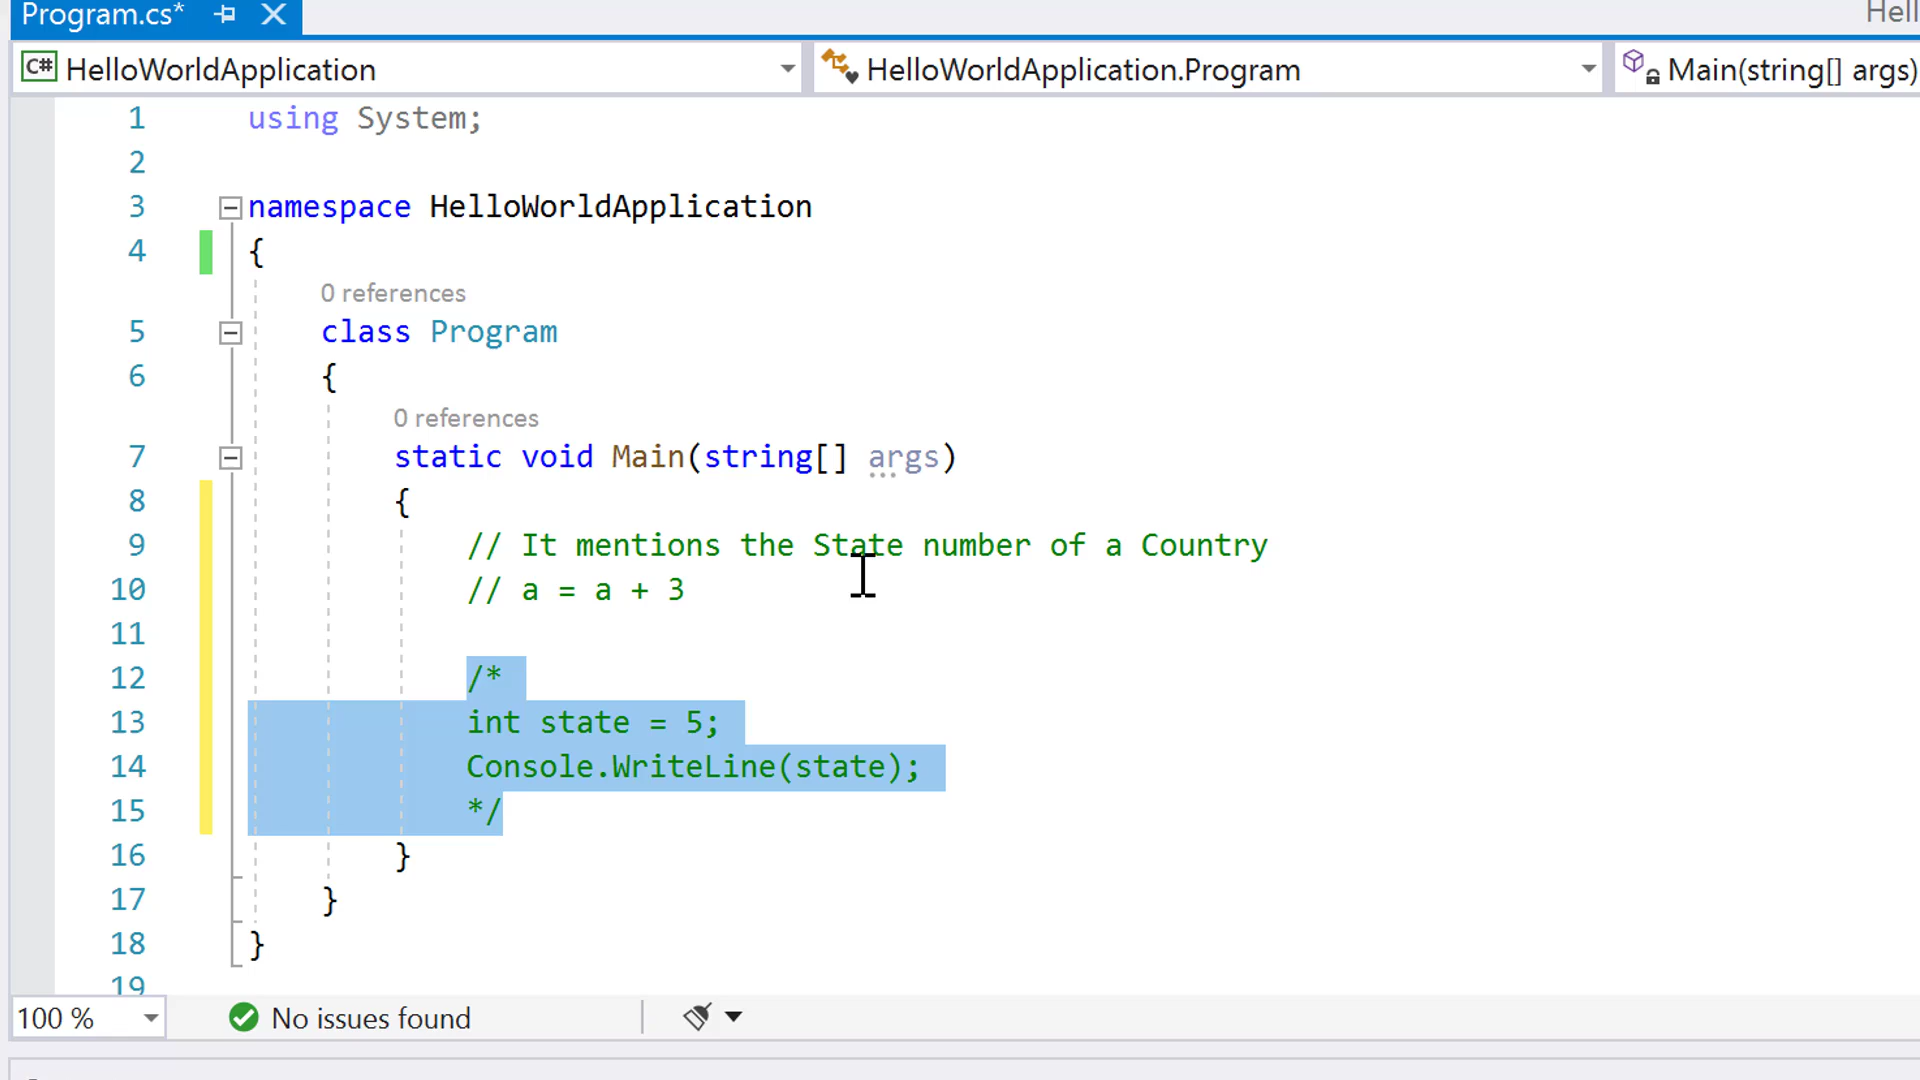 Program.cs*
Hell
C# HelloWorldApplication HelloWorldApplication.Program Main(string[] args)
1 using System;
2
3 namespace HelloWorldApplication
4 {
0 references
5 class Program
6 {
0 references
7 static void Main(string[] args)
8 {
9 // It mentions the State number of a Country
10 // a = a + 3
11
12 /*
13 int state = 5;
14 Console.WriteLine(state);
15 */
16 }
17 }
18 }
19
100 % No issues found